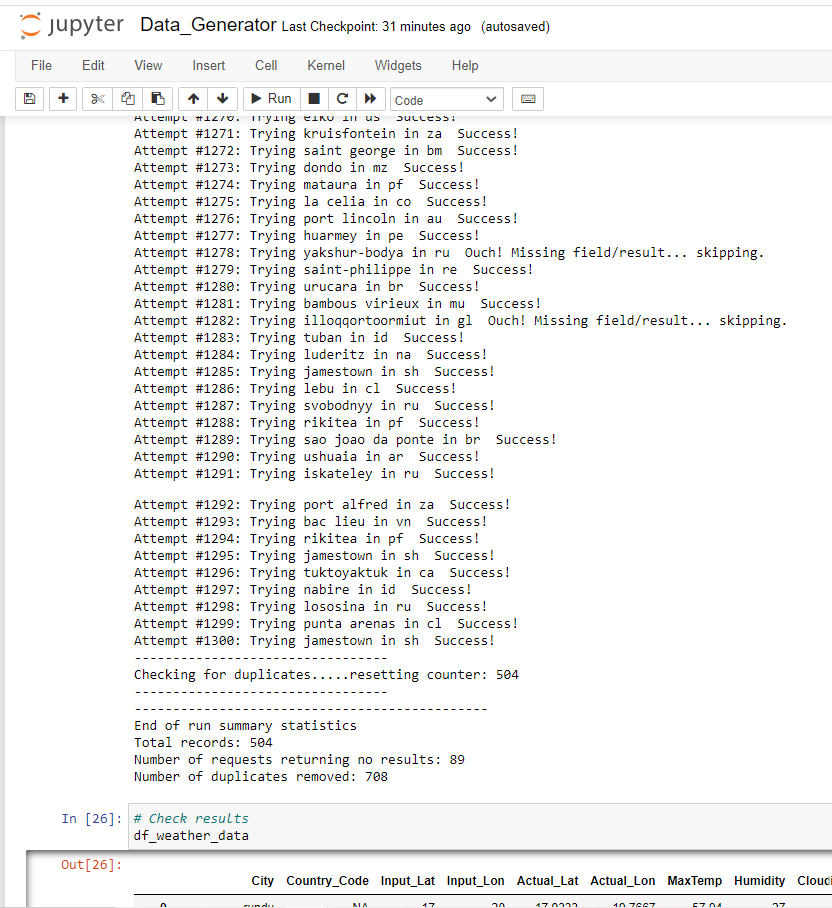 jupyter Data_Generator Last Checkpoint: 31 minutes ago (autosaved)
File Edit View Insert Cell Kernel Widgets Help
Run Code
Attempt #1270: Trying elko in us  Success!
Attempt #1271: Trying kruisfontein in za  Success!
Attempt #1272: Trying saint george in bm  Success!
Attempt #1273: Trying dondo in mz  Success!
Attempt #1274: Trying mataura in pf  Success!
Attempt #1275: Trying la celia in co  Success!
Attempt #1276: Trying port lincoln in au  Success!
Attempt #1277: Trying huarmey in pe  Success!
Attempt #1278: Trying yakshur-bodya in ru  Ouch! Missing field/result... skipping.
Attempt #1279: Trying saint-philippe in re  Success!
Attempt #1280: Trying urucara in br  Success!
Attempt #1281: Trying bambous virieux in mu  Success!
Attempt #1282: Trying illoqqortoormiut in gl  Ouch! Missing field/result... skipping.
Attempt #1283: Trying tuban in id  Success!
Attempt #1284: Trying luderitz in na  Success!
Attempt #1285: Trying jamestown in sh  Success!
Attempt #1286: Trying lebu in cl  Success!
Attempt #1287: Trying svobodnyy in ru  Success!
Attempt #1288: Trying rikitea in pf  Success!
Attempt #1289: Trying sao joao da ponte in br  Success!
Attempt #1290: Trying ushuaia in ar  Success!
Attempt #1291: Trying iskateley in ru  Success!
Attempt #1292: Trying port alfred in za  Success!
Attempt #1293: Trying bac lieu in vn  Success!
Attempt #1294: Trying rikitea in pf  Success!
Attempt #1295: Trying jamestown in sh  Success!
Attempt #1296: Trying tuktoyaktuk in ca  Success!
Attempt #1297: Trying nabire in id  Success!
Attempt #1298: Trying lososina in ru  Success!
Attempt #1299: Trying punta arenas in cl  Success!
Attempt #1300: Trying jamestown in sh  Success!
---------------------------------
Checking for duplicates.....resetting counter: 504
---------------------------------
----------------------------------------------
End of run summary statistics
Total records: 504
Number of requests returning no results: 89
Number of duplicates removed: 708
In [26]: # Check results
df_weather_data
Out[26]:
City Country_Code Input_Lat Input_Lon Actual_Lat Actual_Lon MaxTemp Humidity Cloudi